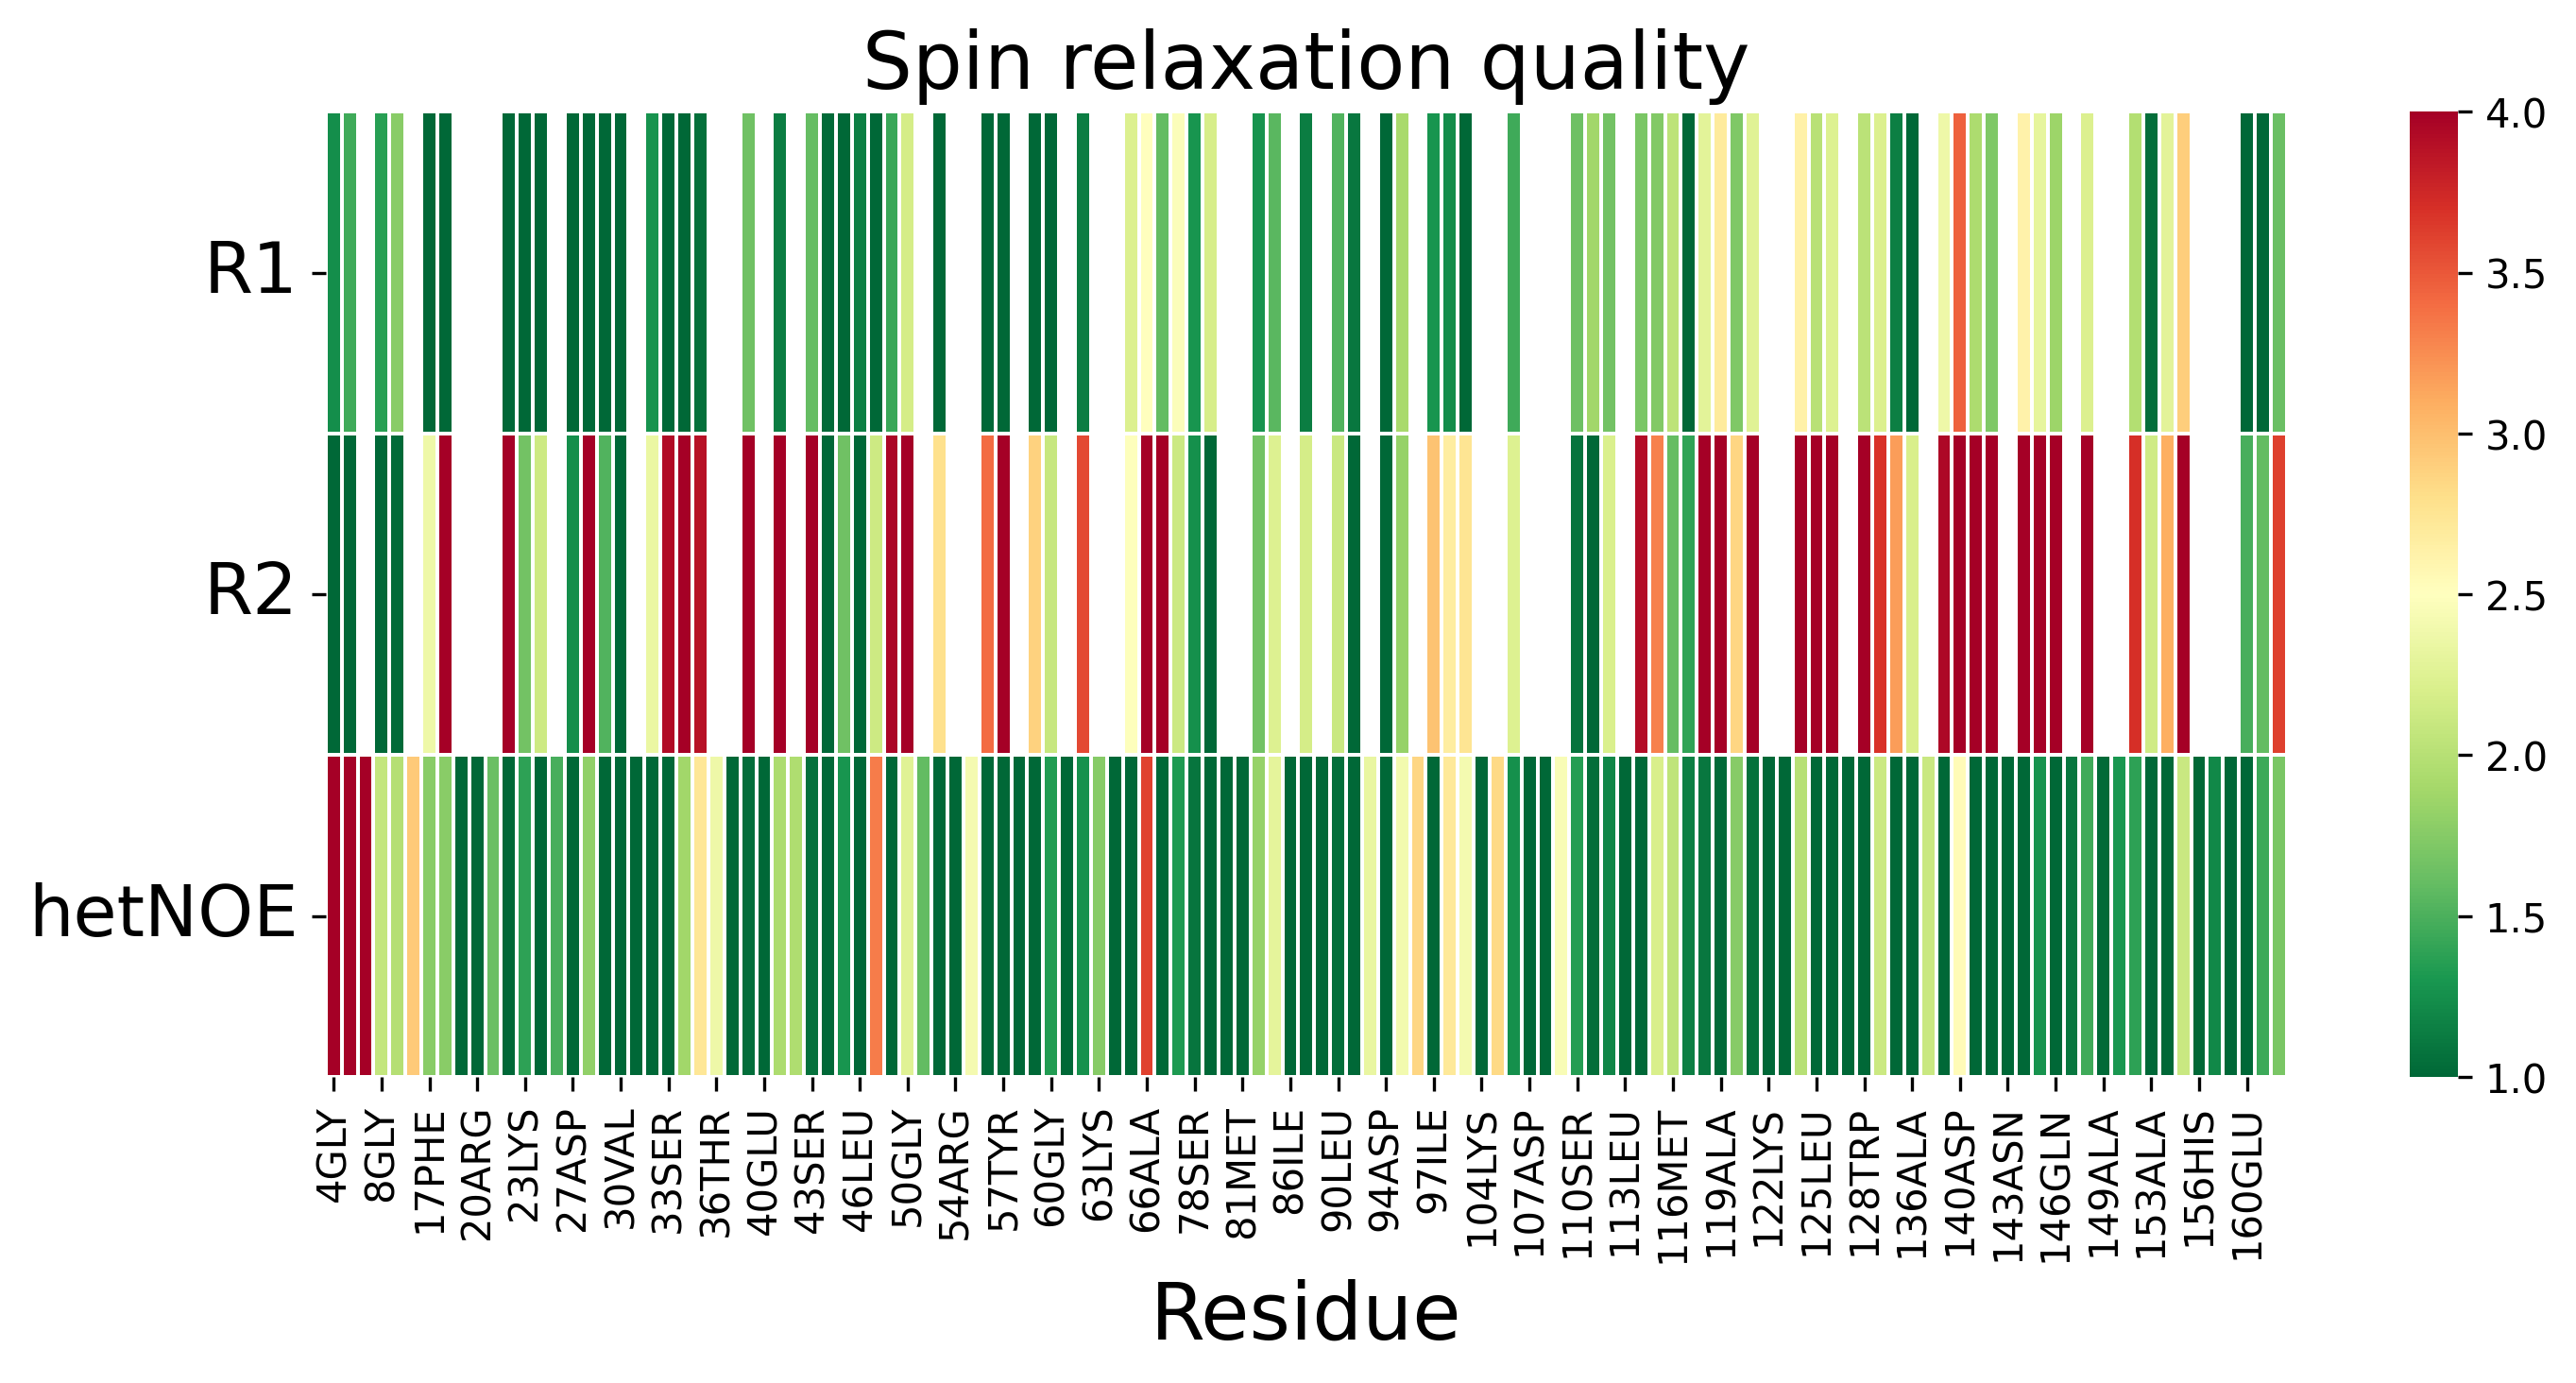 Spin relaxation quality
R1
R2
hetNOE
4GLY
8GLY
17PHE
20ARG
23LYS
27ASP
30VAL
33SER
36THR
40GLU
43SER
46LEU
50GLY
54ARG
57TYR
60GLY
63LYS
66ALA
78SER
81MET
86ILE
90LEU
94ASP
97ILE
104LYS
107ASP
110SER
113LEU
116MET
119ALA
122LYS
125LEU
128TRP
136ALA
140ASP
143ASN
146GLN
149ALA
153ALA
156HIS
160GLU
Residue
4.0
3.5
3.0
2.5
2.0
1.5
1.0